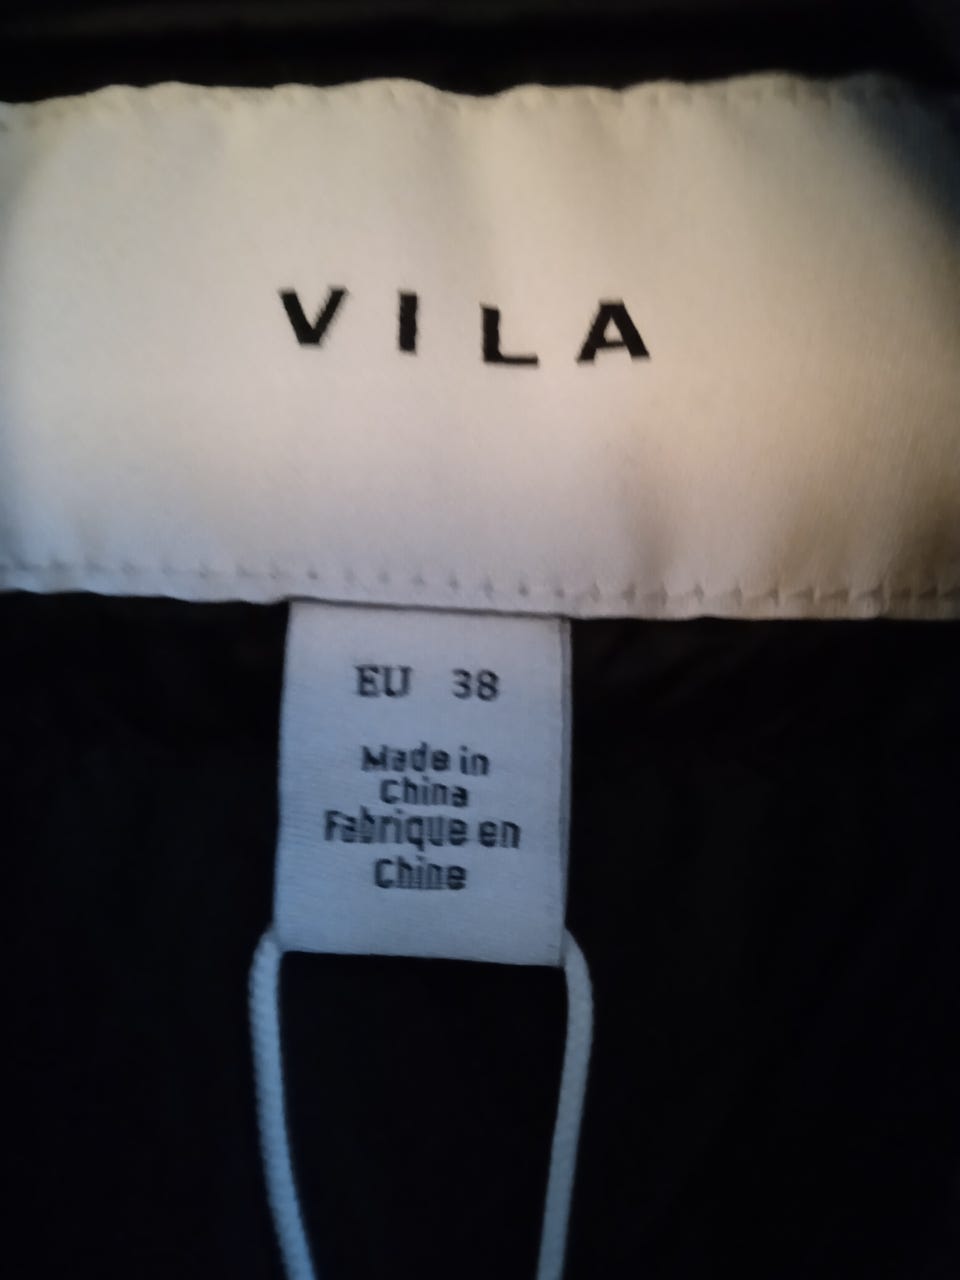 VILA
EU 38
Made in
China
Fabrique en
Chine